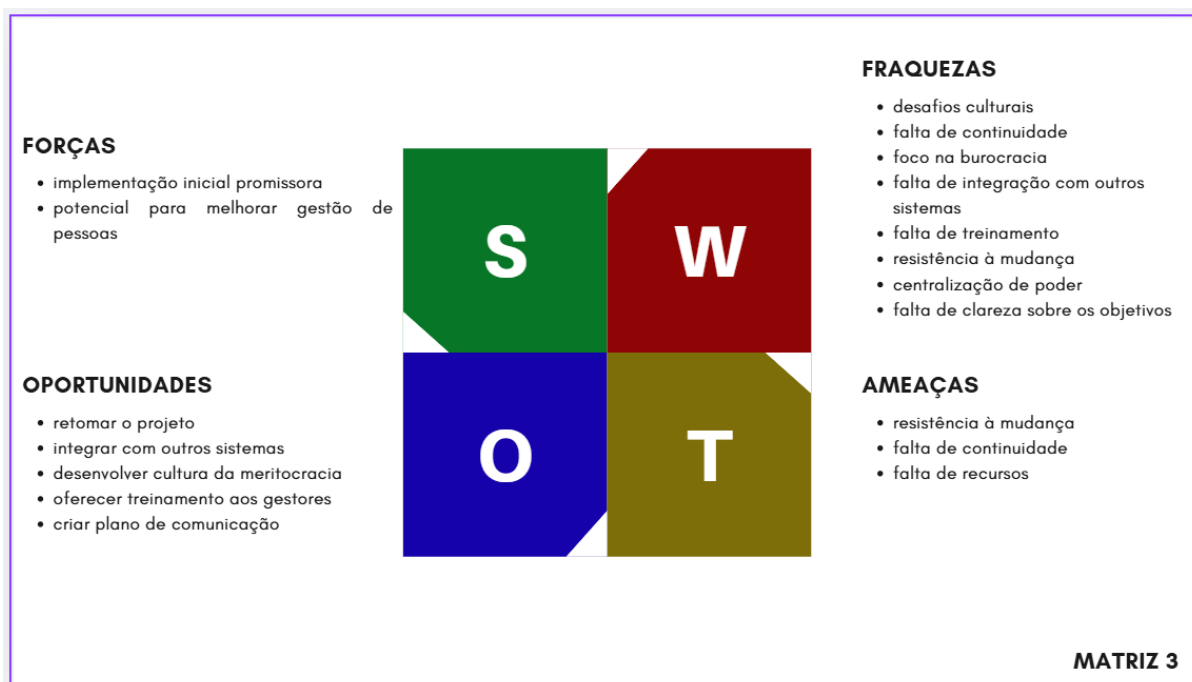 FORÇAS
• implementação inicial promissora
• potencial para melhorar gestão de
pessoas
S
W
FRAQUEZAS
• desafios culturais
• falta de continuidade
• foco na burocracia
• falta de integração com outros
sistemas
• falta de treinamento
• resistência à mudança
• centralização de poder
• falta de clareza sobre os objetivos
OPORTUNIDADES
• retomar o projeto
• integrar com outros sistemas
• desenvolver cultura da meritocracia
• oferecer treinamento aos gestores
• criar plano de comunicação
O
T
AMEAÇAS
• resistência à mudança
• falta de continuidade
• falta de recursos
MATRIZ 3